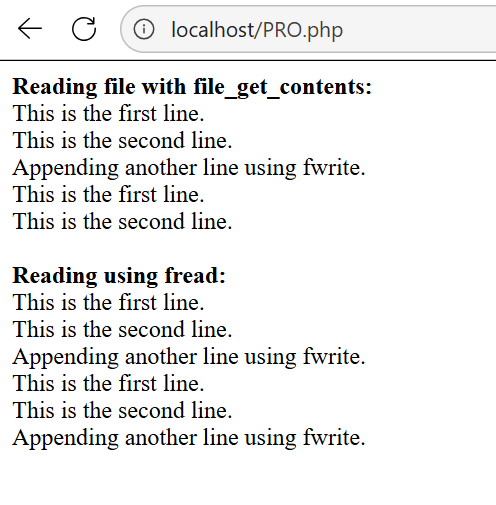 localhost/PRO.php
Reading file with file_get_contents:
This is the first line.
This is the second line.
Appending another line using fwrite.
This is the first line.
This is the second line.
Reading using fread:
This is the first line.
This is the second line.
Appending another line using fwrite.
This is the first line.
This is the second line.
Appending another line using fwrite.